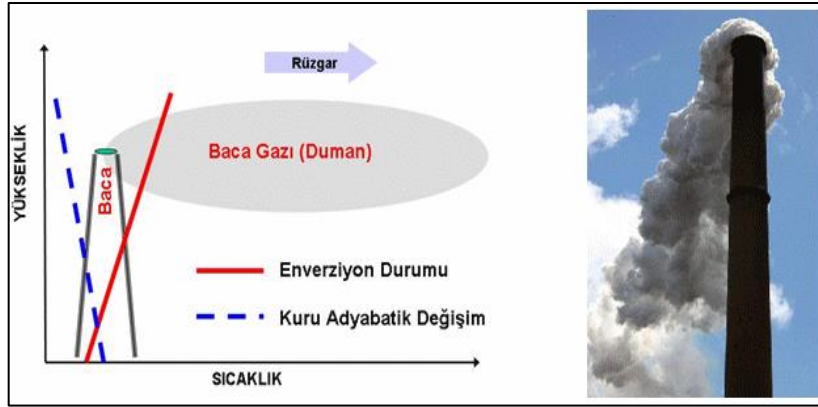 Rüzgar
YÜKSEKLİK
Baca
Baca Gazı (Duman)
Enverziyon Durumu
Kuru Adyabatik Değişim
SICAKLIK